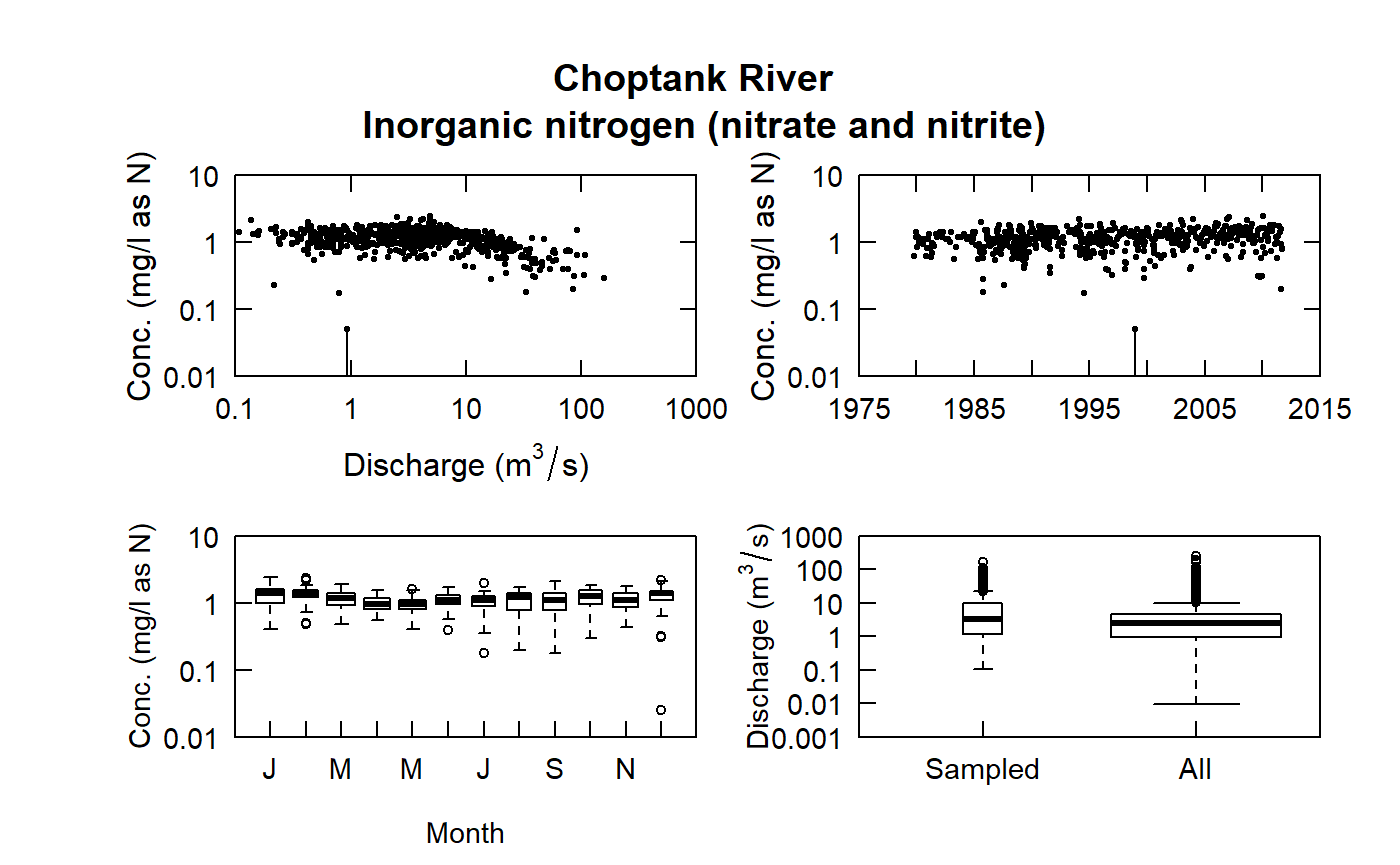 Choptank River
Inorganic nitrogen (nitrate and nitrite)
Conc. (mg/l as N)
10
1
0.1
0.01
0.1 1 10 100 1000
Discharge (m³/s)
Conc. (mg/l as N)
10
1
0.1
0.01
1975 1985 1995 2005 2015
Conc. (mg/l as N)
10
1
0.1
0.01
J M M J S N
Month
Discharge (m³/s)
1000
100
10
1
0.1
0.01
0.001
Sampled All